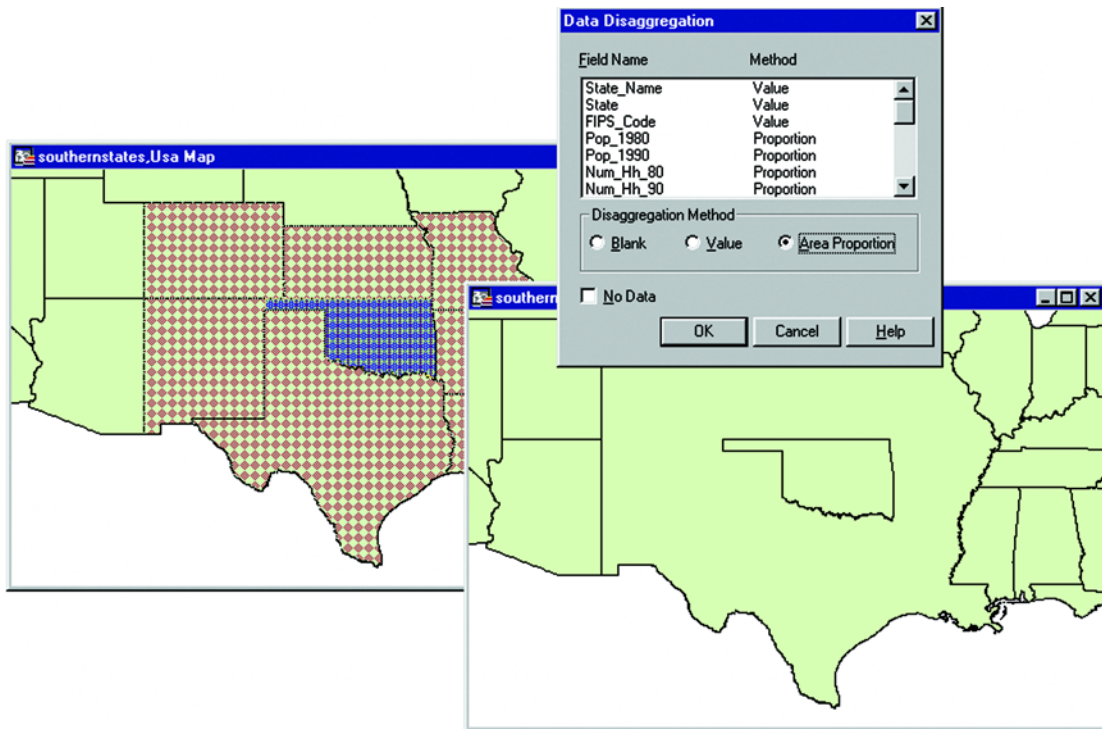 Data Disaggregation
Field Name Method
State_Name Value
State Value
FIPS_Code Value
Pop_1980 Proportion
Pop_1990 Proportion
Num_Hh_80 Proportion
Num_Hh_90 Proportion
Disaggregation Method
Blank Value Area Proportion
No Data
OK Cancel Help
southernstates,Usa Map
southern